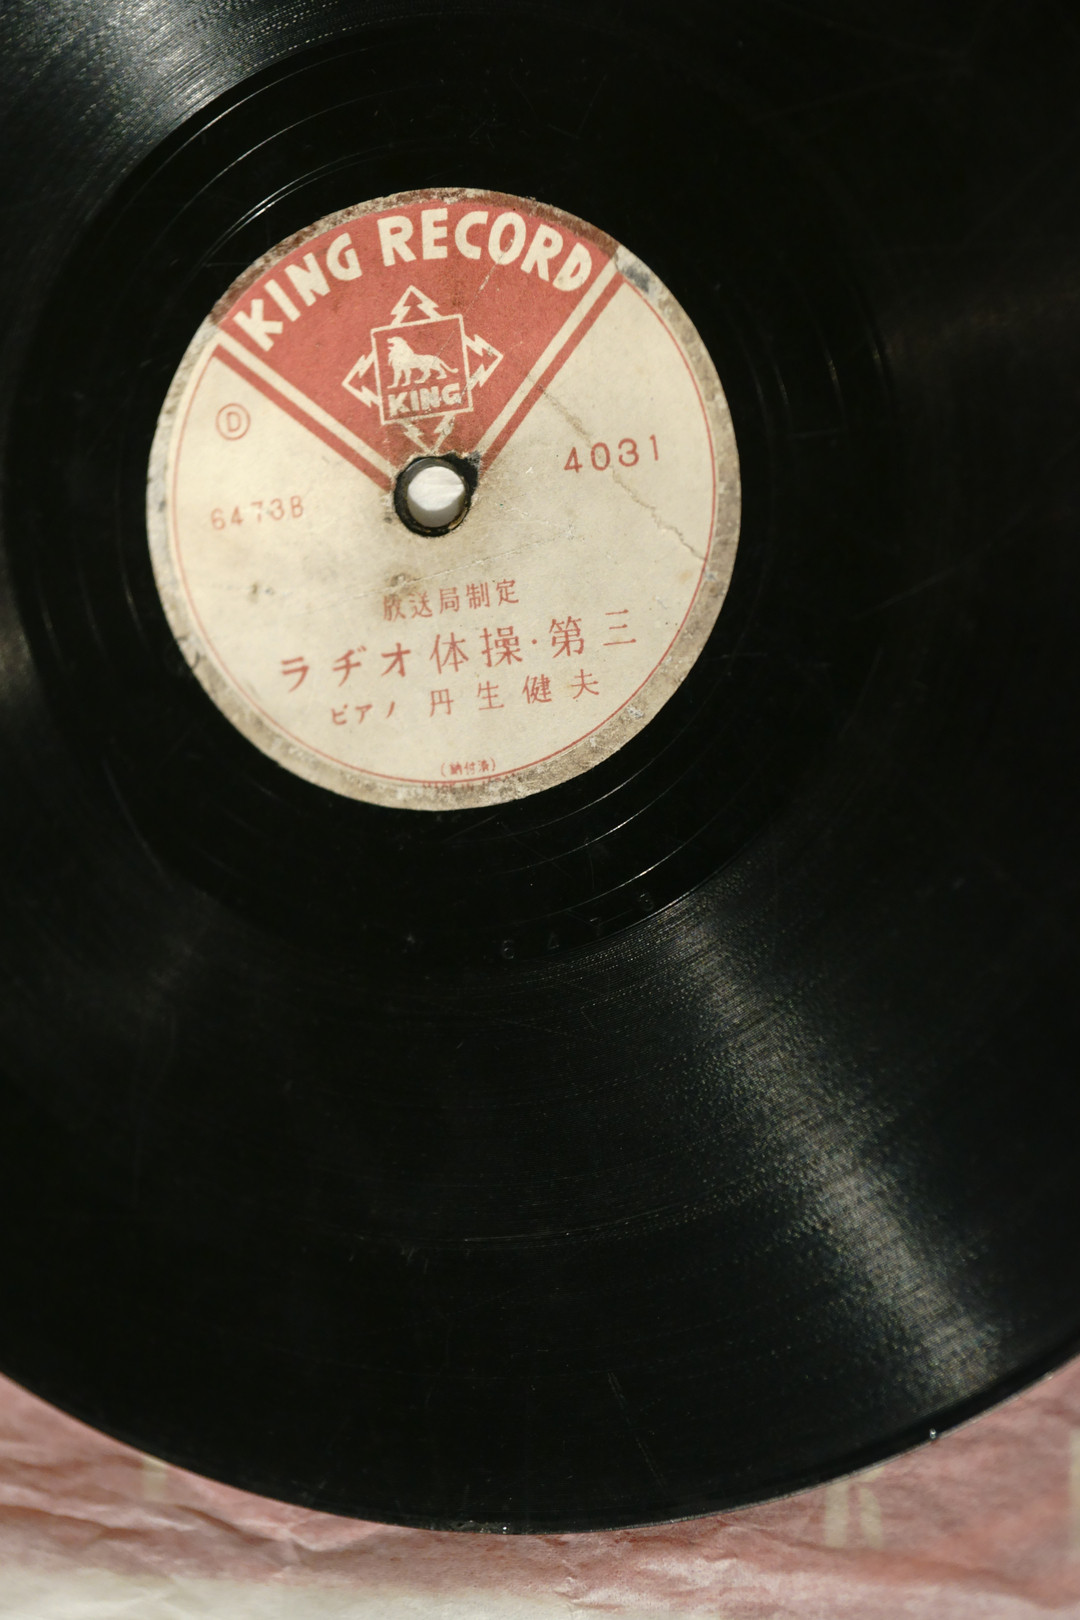 KING RECORD
KING
D
4031
6473B
放送局制定
ラヂオ体操・第三
ピアノ 丹生健夫
(納付済)